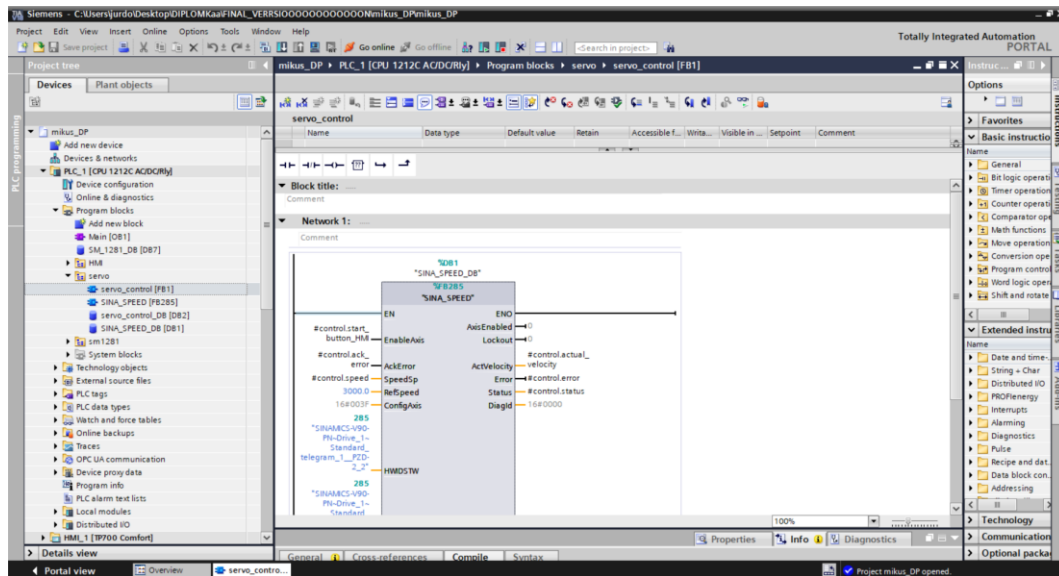 Siemens - C:\Users\jurdo\Desktop\DIPLOMKaa\FINAL_VERRSIOOOOOOOOOOOON\mikus_DP\mikus_DP
Project Edit View Insert Online Options Tools Window Help
Totally Integrated Automation
PORTAL
Save project
Go online
Go offline
<Search in project>
Project tree
mikus_DP ▸ PLC_1 [CPU 1212C AC/DC/Rly] ▸ Program blocks ▸ servo ▸ servo_control [FB1]
Instruc...
Devices
Plant objects
Options
PLC programming
mikus_DP
Add new device
Devices & networks
PLC_1 [CPU 1212C AC/DC/Rly]
Device configuration
Online & diagnostics
Program blocks
Add new block
Main [OB1]
SM_1281_DB [DB7]
HMI
servo
servo_control [FB1]
SINA_SPEED [FB285]
servo_control_DB [DB2]
SINA_SPEED_DB [DB1]
sm1281
System blocks
Technology objects
External source files
PLC tags
PLC data types
Watch and force tables
Online backups
Traces
OPC UA communication
Device proxy data
Program info
PLC alarm text lists
Local modules
Distributed I/O
HMI_1 [TP700 Comfort]
Details view
servo_control
Name Data type Default value Retain Accessible f... Writa... Visible in ... Setpoint Comment
Block title: ....
Comment
Network 1: ....
Comment
%DB1
"SINA_SPEED_DB"
%FB285
"SINA_SPEED"
EN ENO
#control.start_
button_HMI EnableAxis
AxisEnabled
Lockout
#control.ack_
error AckError
#control.actual_
velocity
ActVelocity
#control.speed SpeedSp
Error #control.error
3000.0 RefSpeed
Status #control.status
16#003F ConfigAxis
DiagId 16#0000
285
"SINAMICS-V90-
PN~Drive_1~
Standard_
telegram_1__PZD-
2_2" HWIDSTW
285
"SINAMICS-V90-
PN~Drive_1~
Standard_
100%
Properties Info Diagnostics
General Cross-references Compile Syntax
Favorites
Basic instructio
Name
General
Bit logic operati
Timer operation
Counter operati
Comparator ope
Math functions
Move operation
Conversion ope
Program control
Word logic oper
Shift and rotate
Extended instru
Name
Date and time-.
String + Char
Distributed I/O
PROFIenergy
Interrupts
Alarming
Diagnostics
Pulse
Recipe and dat.
Data block con.
Addressing
Technology
Communication
Optional packa
Instructions
Testing
Tasks
Libraries
Portal view
Overview
servo_contro...
Project mikus_DP opened.